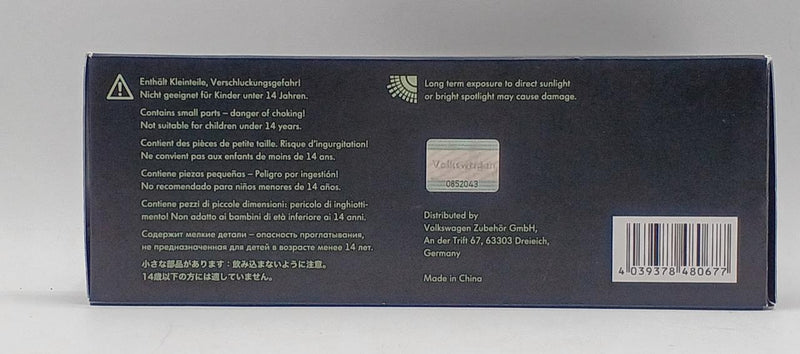 Enthält Kleinteile, Verschluckungsgefahr!
Nicht geeignet für Kinder unter 14 Jahren.
Contains small parts – danger of choking!
Not suitable for children under 14 years.
Contient des pièces de petite taille. Risque d'ingurgitation!
Ne convient pas aux enfants de moins de 14 ans.
Contiene piezas pequeñas – Peligro por ingestión!
No recomendado para niños menores de 14 años.
Contiene pezzi di piccole dimensioni: pericolo di inghiotti-
mento! Non adatto ai bambini di età inferiore ai 14 anni.
Содержит мелкие детали – опасность проглатывания,
не предназначенная для детей в возрасте менее 14 лет.
小さな部品があります：飲み込まないように注意。
14歳以下の方には適していません。
Long term exposure to direct sunlight
or bright spotlight may cause damage.
Volkswagen
0852043
Distributed by
Volkswagen Zubehör GmbH,
An der Trift 67, 63303 Dreieich,
Germany
Made in China
4 039378 480677